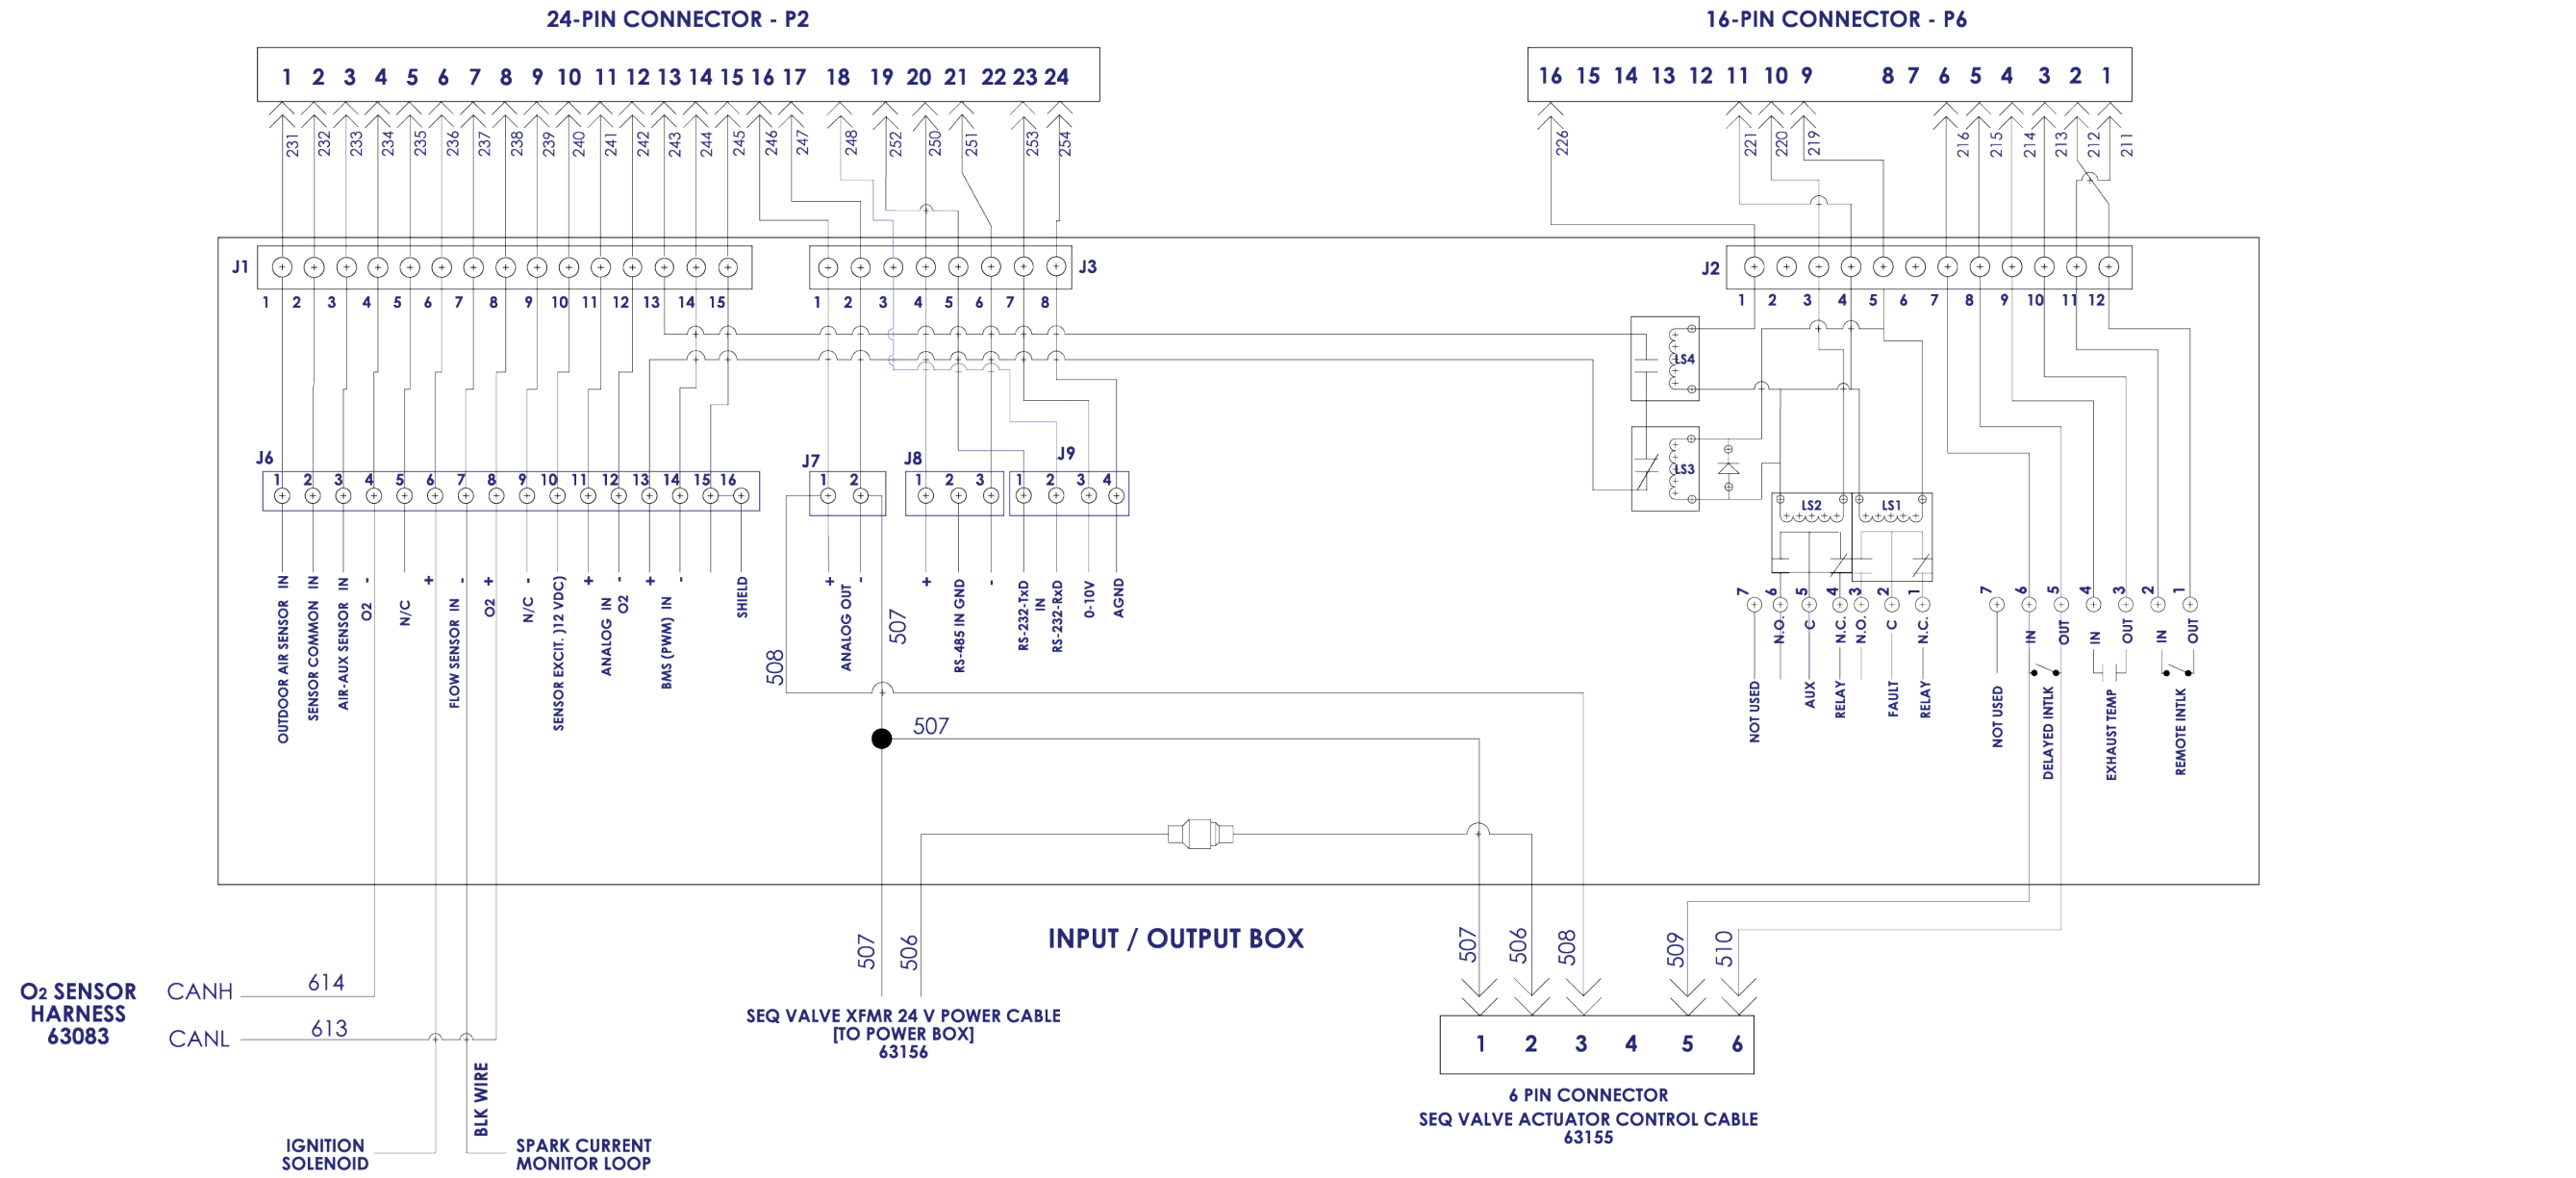 24-PIN CONNECTOR - P2
16-PIN CONNECTOR - P6
1 2 3 4 5 6 7 8 9 10 11 12 13 14 15 16 17 18 19 20 21 22 23 24
16 15 14 13 12 11 10 9 8 7 6 5 4 3 2 1
231 232 233 234 235 236 237 238 239 240 241 242 243 244 245 246 247 248 252 250 251 253 254
226 221 220 219 216 215 214 213 212 211
J1
J3
J2
1 2 3 4 5 6 7 8 9 10 11 12 13 14 15
1 2 3 4 5 6 7 8
1 2 3 4 5 6 7 8 9 10 11 12
LS4
LS3
J6
J7
J8
J9
1 2 3 4 5 6 7 8 9 10 11 12 13 14 15 16
1 2
1 2 3
1 2 3 4
LS2
LS1
7 6 5 4 3 2 1
7 6 5 4 3 2 1
OUTDOOR AIR SENSOR IN
SENSOR COMMON IN
AIR-AUX SENSOR IN
O2 -
N/C
+
FLOW SENSOR IN -
O2 +
N/C -
SENSOR EXCIT. )12 VDC)
+
ANALOG IN
O2 -
+
BMS (PWM) IN -
SHIELD
+
ANALOG OUT -
+
RS-485 IN GND
-
RS-232-TxD
IN
RS-232-RxD
0-10V
AGND
N.O. C N.C. N.O. C N.C.
NOT USED
AUX
RELAY
FAULT
RELAY
IN OUT IN OUT IN OUT
NOT USED
DELAYED INTLK
EXHAUST TEMP
REMOTE INTLK
508
507
507
INPUT / OUTPUT BOX
507 506
507 506 508 509 510
O2 SENSOR
HARNESS
63083
CANH 614
CANL 613
SEQ VALVE XFMR 24 V POWER CABLE
[TO POWER BOX]
63156
1 2 3 4 5 6
6 PIN CONNECTOR
SEQ VALVE ACTUATOR CONTROL CABLE
63155
BLK WIRE
IGNITION
SOLENOID
SPARK CURRENT
MONITOR LOOP